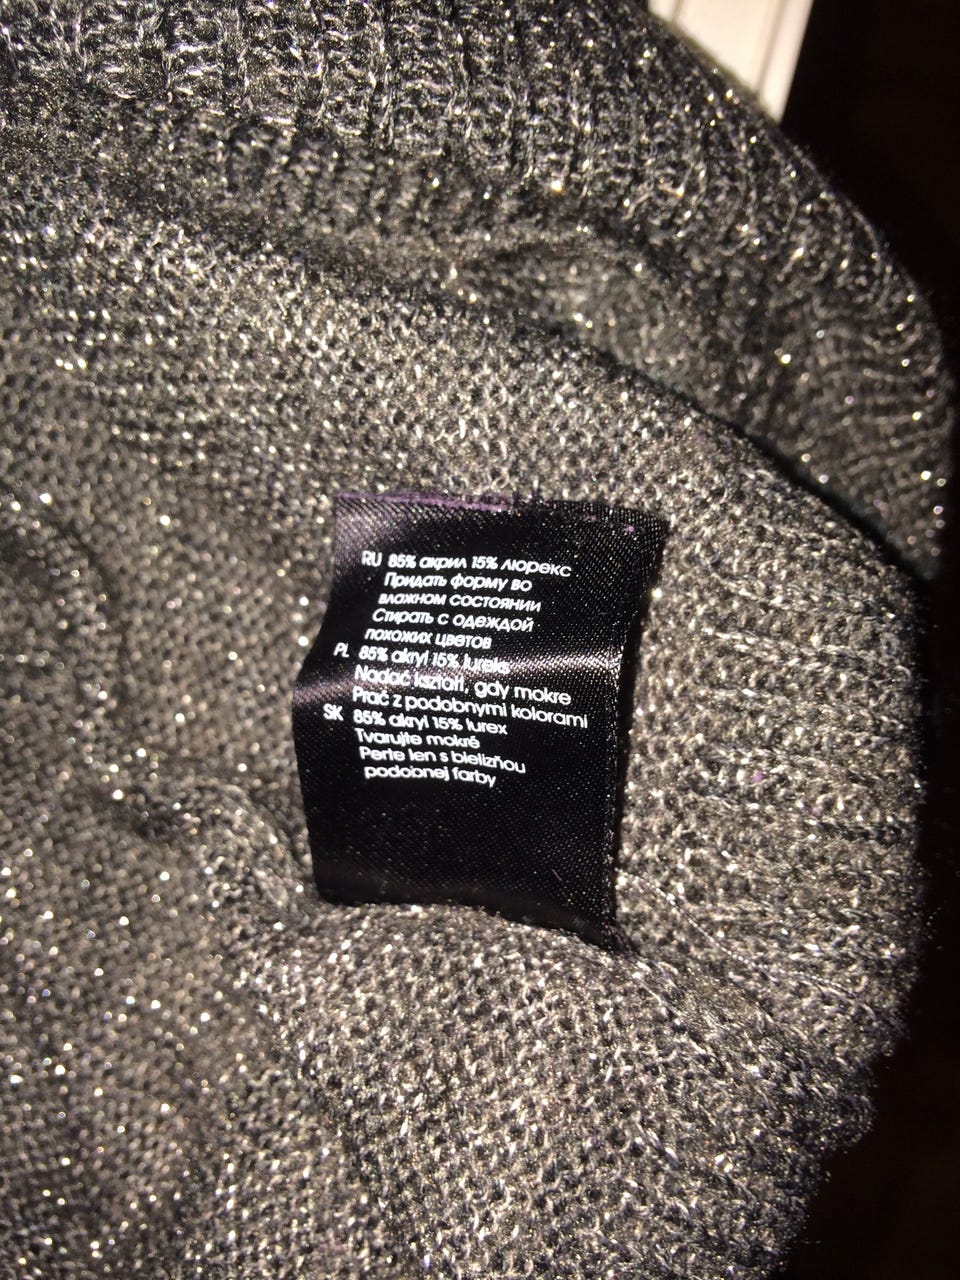 RU 85% акрил 15% люрекс
Придать форму во
влажном состоянии
Стирать с одеждой
похожих цветов
PL 85% akryl 15% lureks
Nadać kształt, gdy mokre
Prać z podobnymi kolorami
SK 85% akryl 15% lurex
Tvarujte mokré
Perte len s bielizňou
podobnej farby